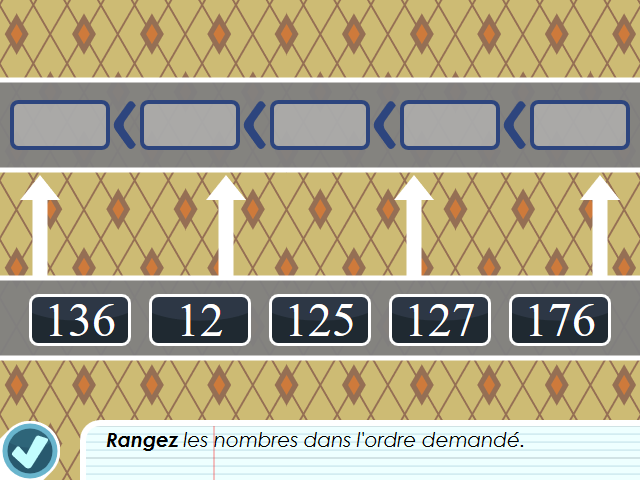 < < < <
136 12 125 127 176
Rangez les nombres dans l'ordre demandé.